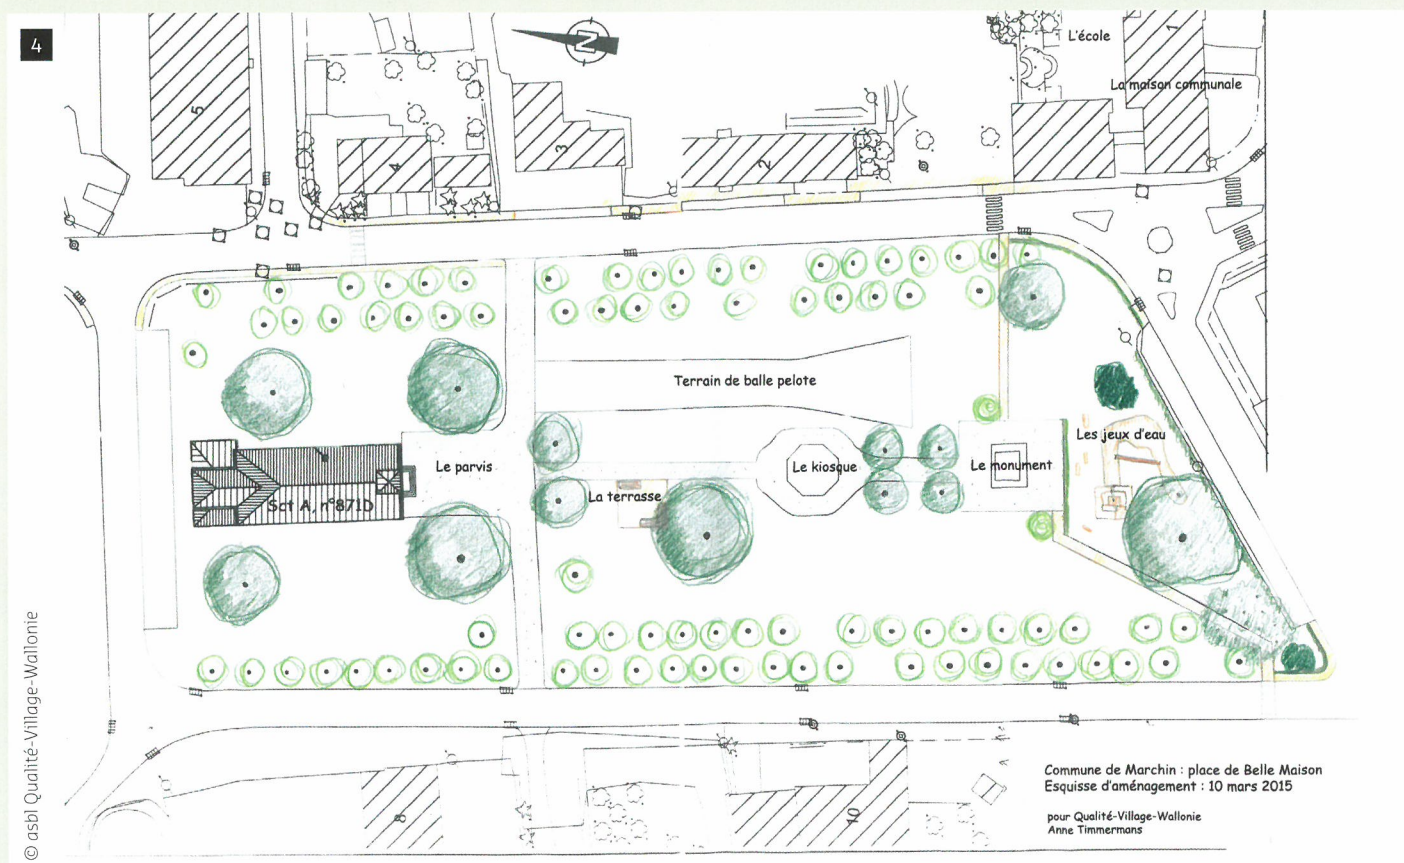 4
N
L'école
1
La maison communale
5
4
3
2
Terrain de balle pelote
Le parvis
Les jeux d'eau
Le kiosque
Le monument
La terrasse
Sct A, n°871D
8
10
Commune de Marchin : place de Belle Maison
Esquisse d'aménagement : 10 mars 2015
pour Qualité-Village-Wallonie
Anne Timmermans
© asbl Qualité-Village-Wallonie